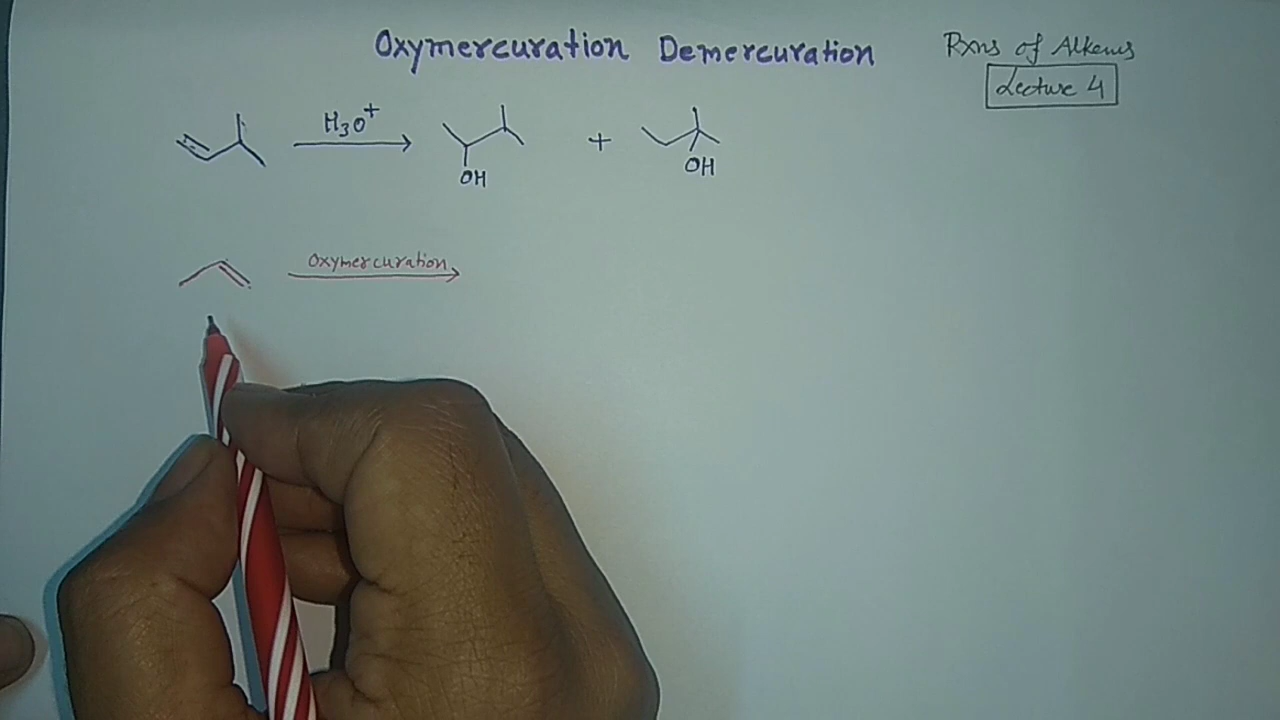 Oxymercuration Demercuration
Rxns of Alkenes
Lecture 4
H3O+
OH
+
OH
Oxymercuration